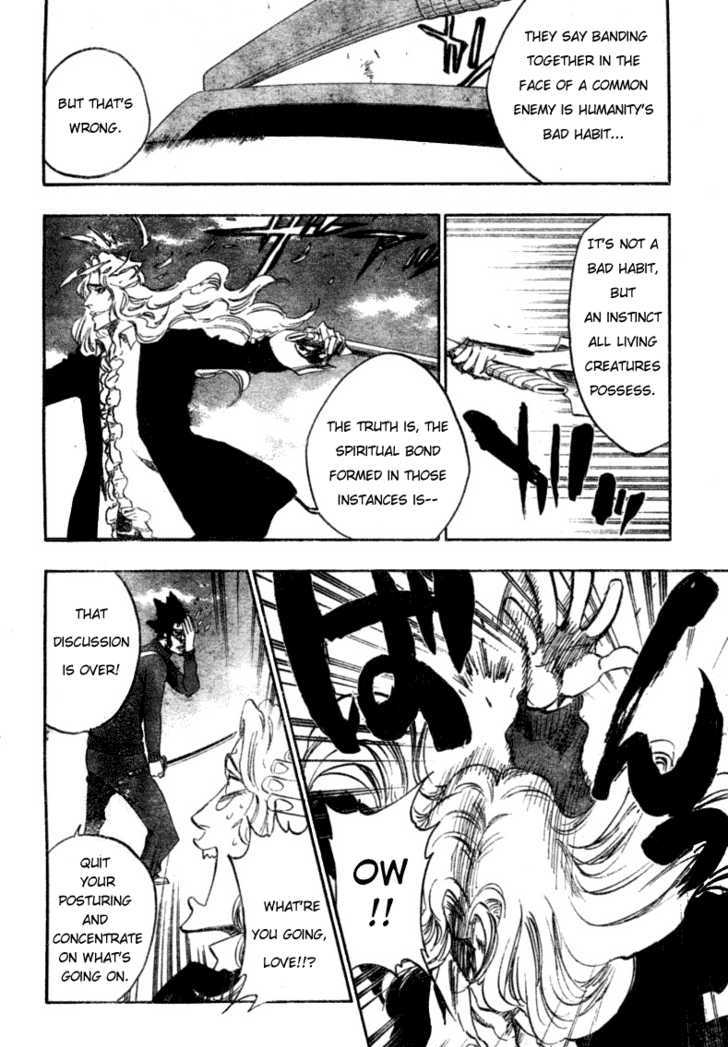 THEY SAY BANDING
TOGETHER IN THE
FACE OF A COMMON
ENEMY IS HUMANITY'S
BAD HABIT...
BUT THAT'S
WRONG.
IT'S NOT A
BAD HABIT,
BUT
AN INSTINCT
ALL LIVING
CREATURES
POSSESS.
THE TRUTH IS, THE
SPIRITUAL BOND
FORMED IN THOSE
INSTANCES IS--
ばん
OW
!!
THAT
DISCUSSION
IS OVER!
WHAT'RE
YOU GOING,
LOVE!!?
QUIT
YOUR
POSTURING
AND
CONCENTRATE
ON WHAT'S
GOING ON.